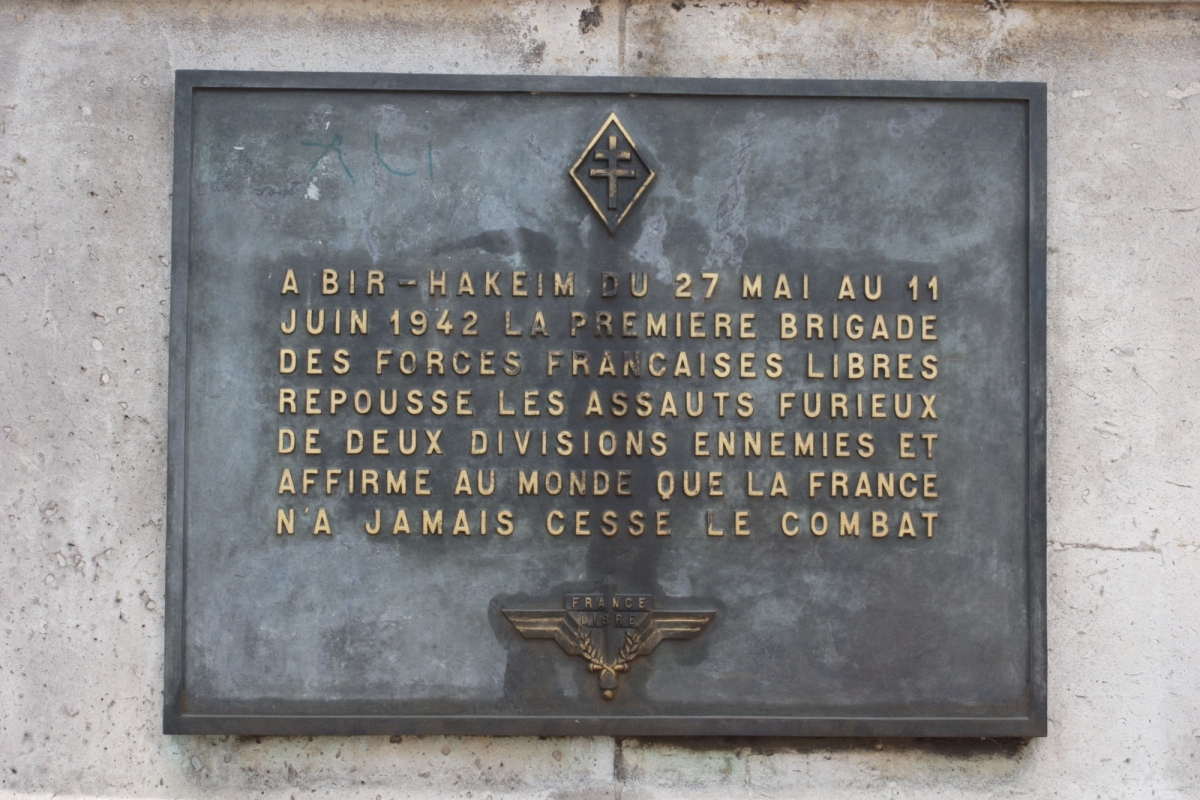 A BIR-HAKEIM DU 27 MAI AU 11
JUIN 1942 LA PREMIERE BRIGADE
DES FORCES FRANCAISES LIBRES
REPOUSSE LES ASSAUTS FURIEUX
DE DEUX DIVISIONS ENNEMIES ET
AFFIRME AU MONDE QUE LA FRANCE
N'A JAMAIS CESSE LE COMBAT
FRANCE
LIBRE